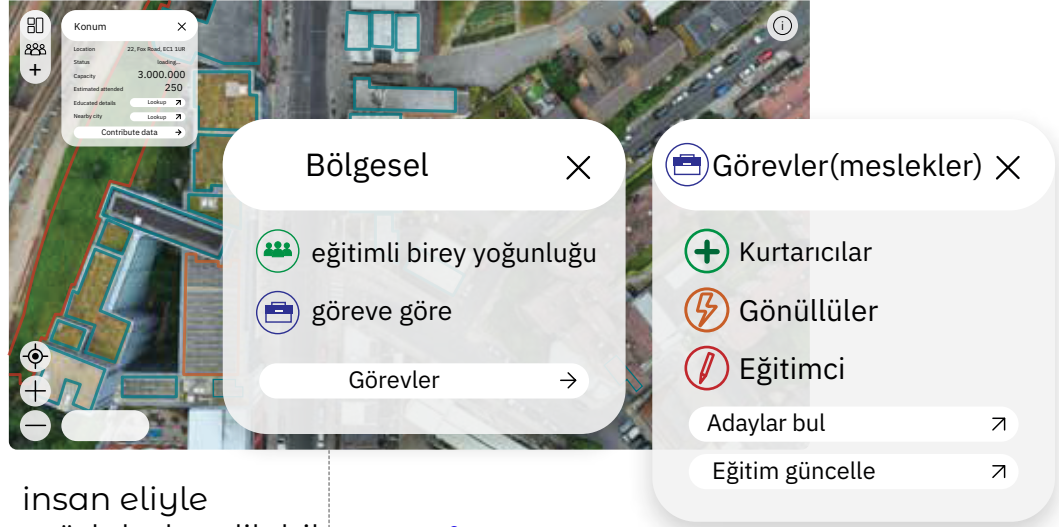 Konum
Location 22, Fox Road, EC1 1UR
Status loading...
Capacity 3.000.000
Estimated attended 250
Educated details Lookup
Nearby city Lookup
Contribute data
Bölgesel
eğitimli birey yoğunluğu
göreve göre
Görevler
Görevler(meslekler)
Kurtarıcılar
Gönüllüler
Eğitimci
Adaylar bul
Eğitim güncelle
insan eliyle